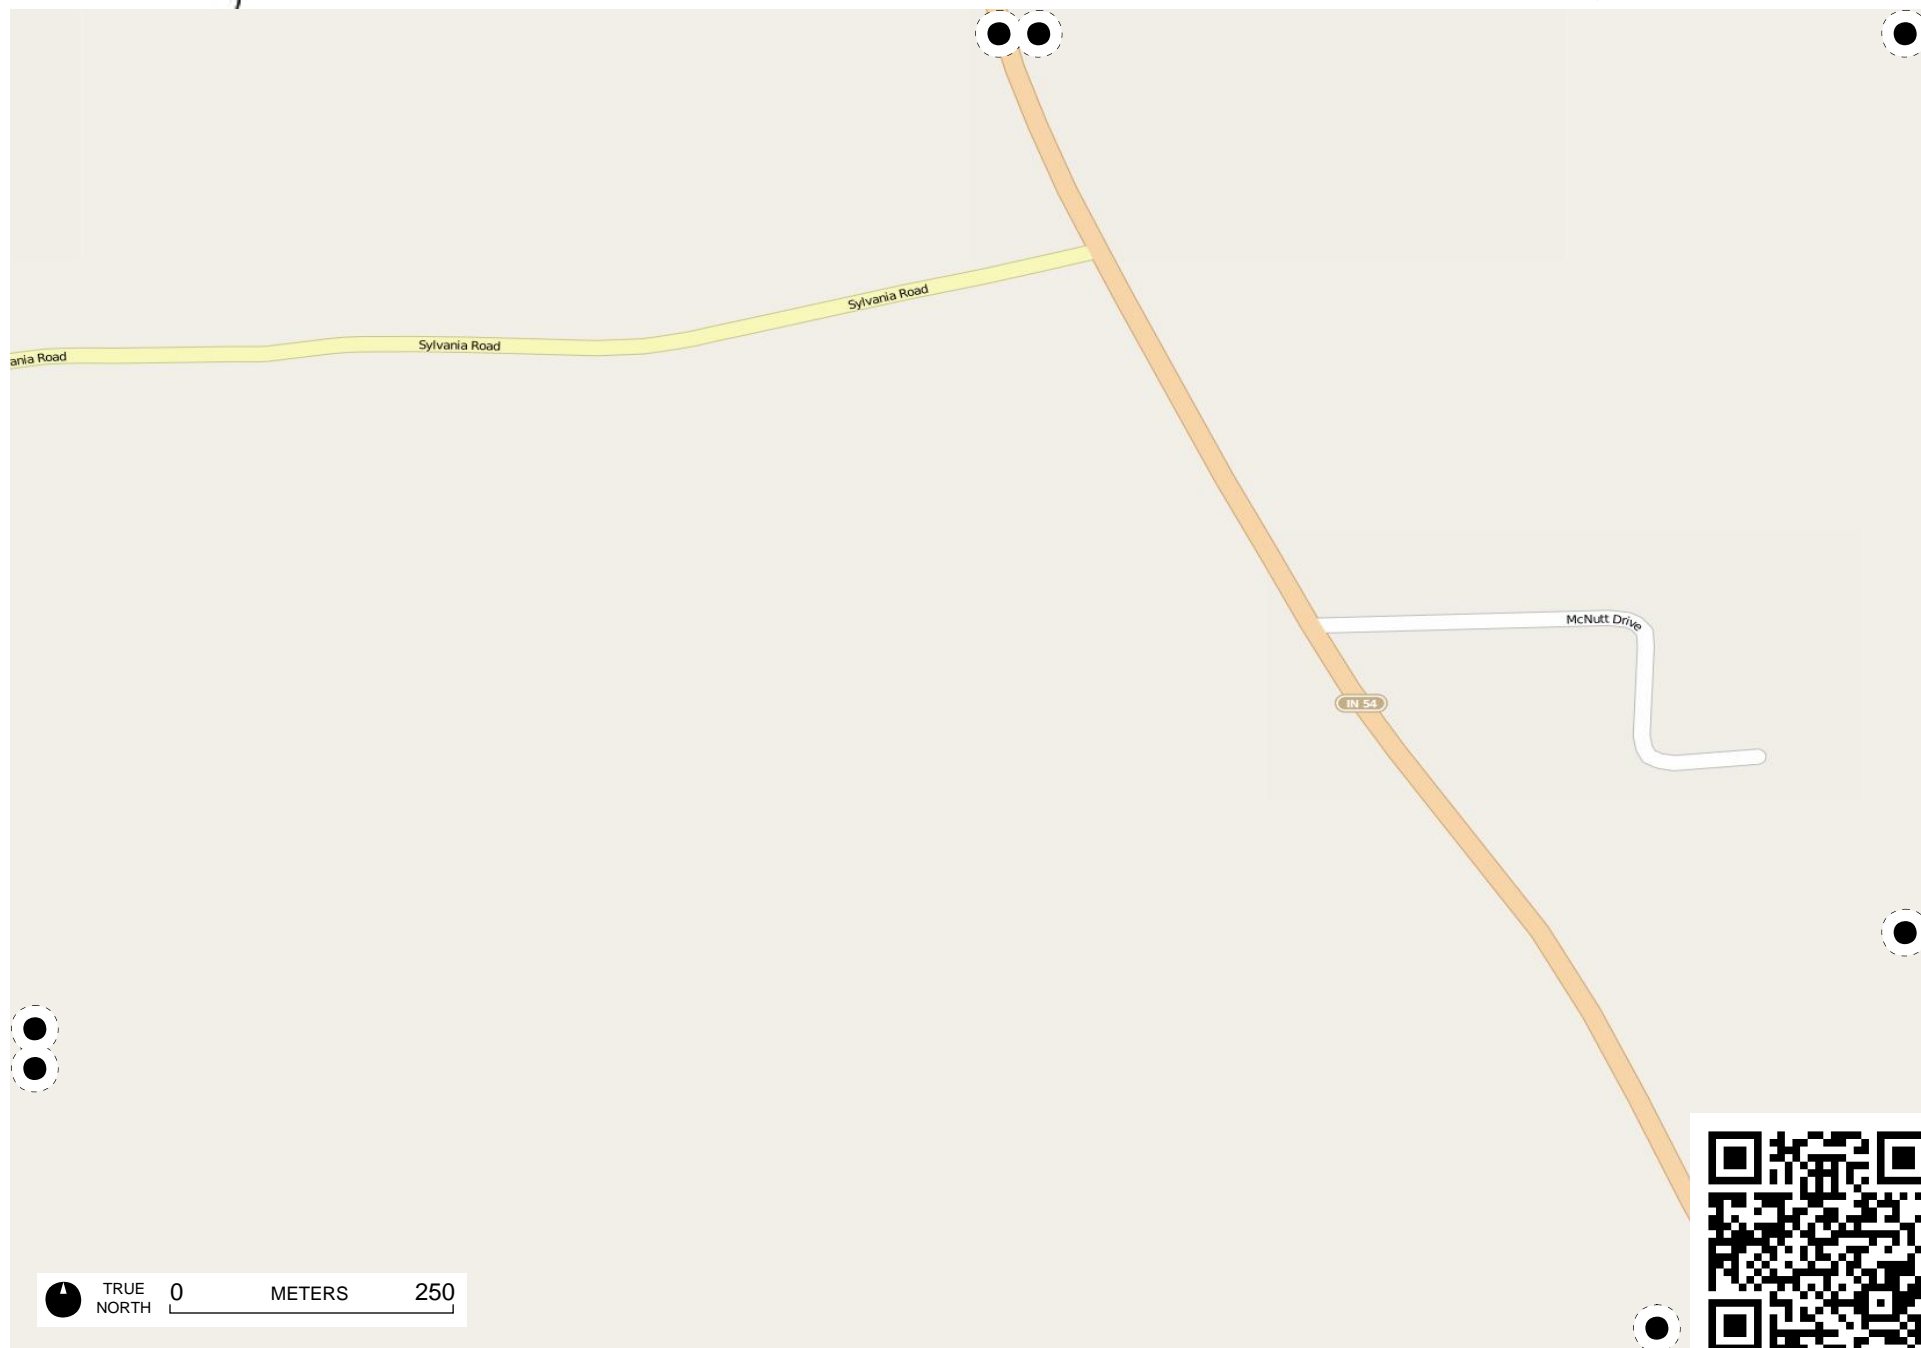 Sylvania Road
Sylvania Road
ania Road
McNutt Drive
IN 54
TRUE
NORTH
0 METERS 250